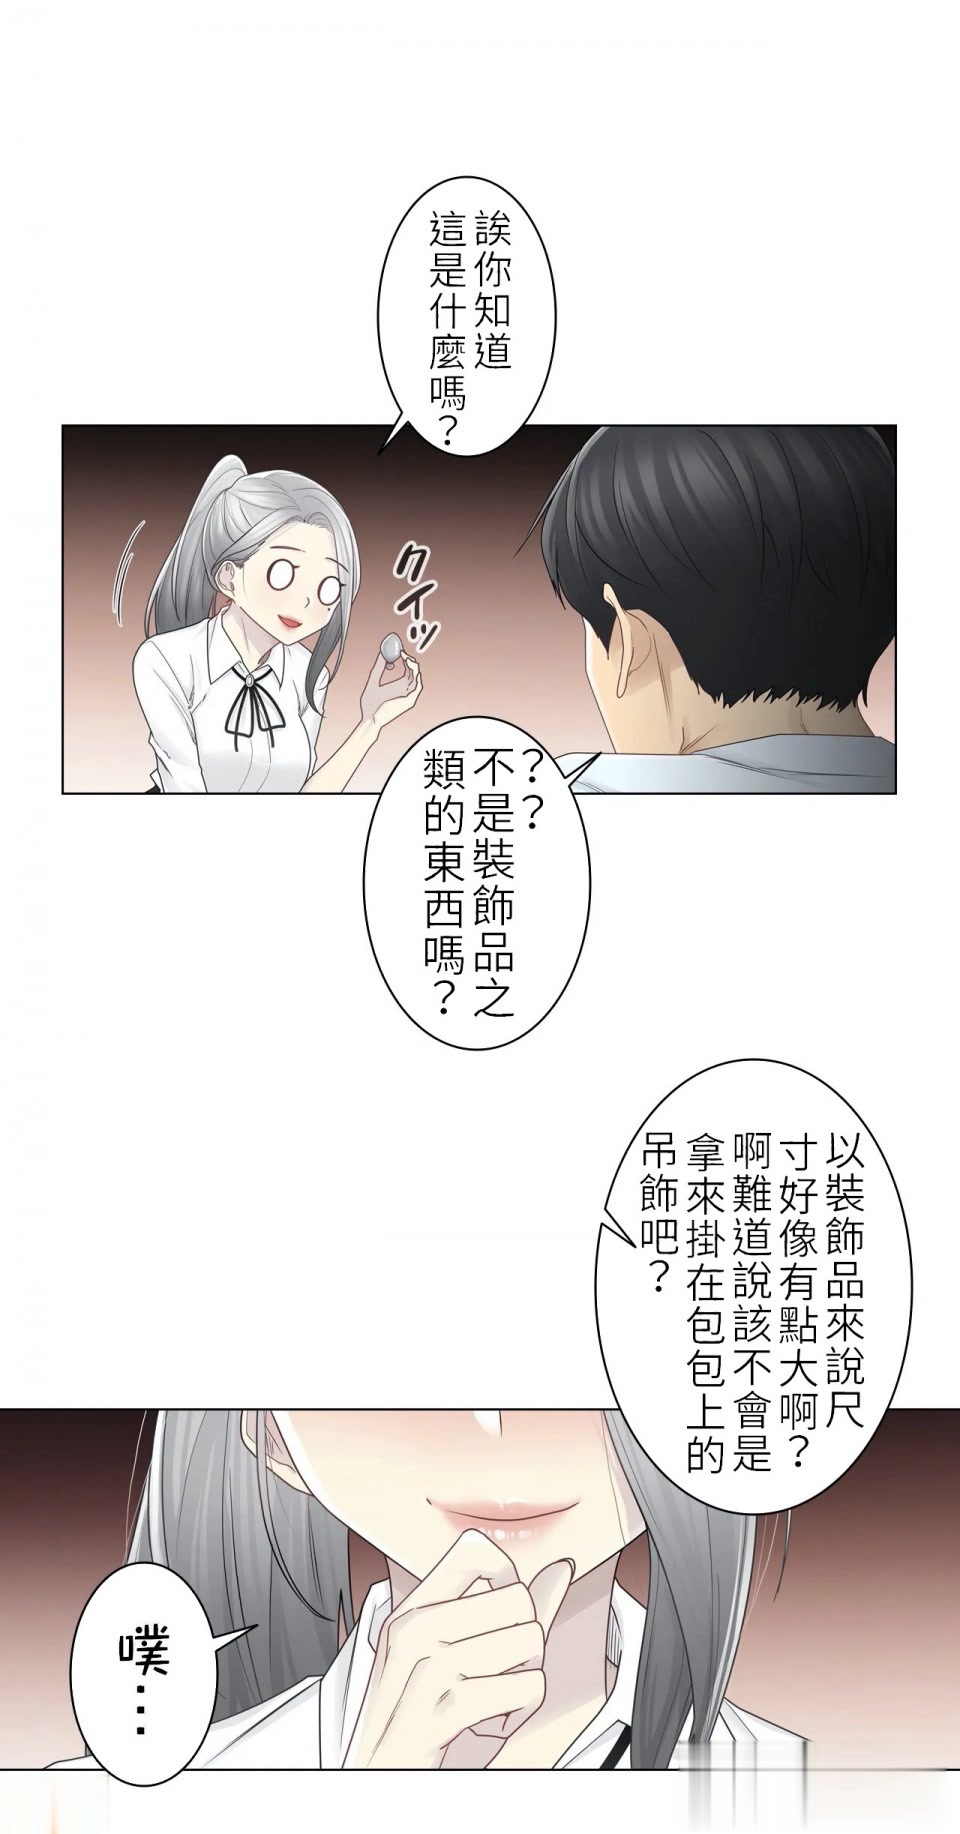 誒你知道
這是什麼嗎？
クイッ
？？
不是裝飾品之
類的東西嗎？
以裝飾品來說尺
寸好像有點大啊？
啊難道說該不會是
拿來掛在包包上的
吊飾吧？
噗⋯